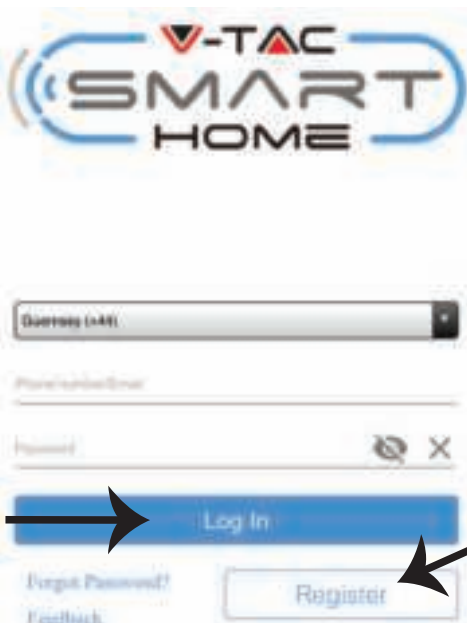 V-TAC
SMART
HOME
Guernsey (+44)
Phone number/Email
Password
Log In
Forgot Password?
Register
Feedback